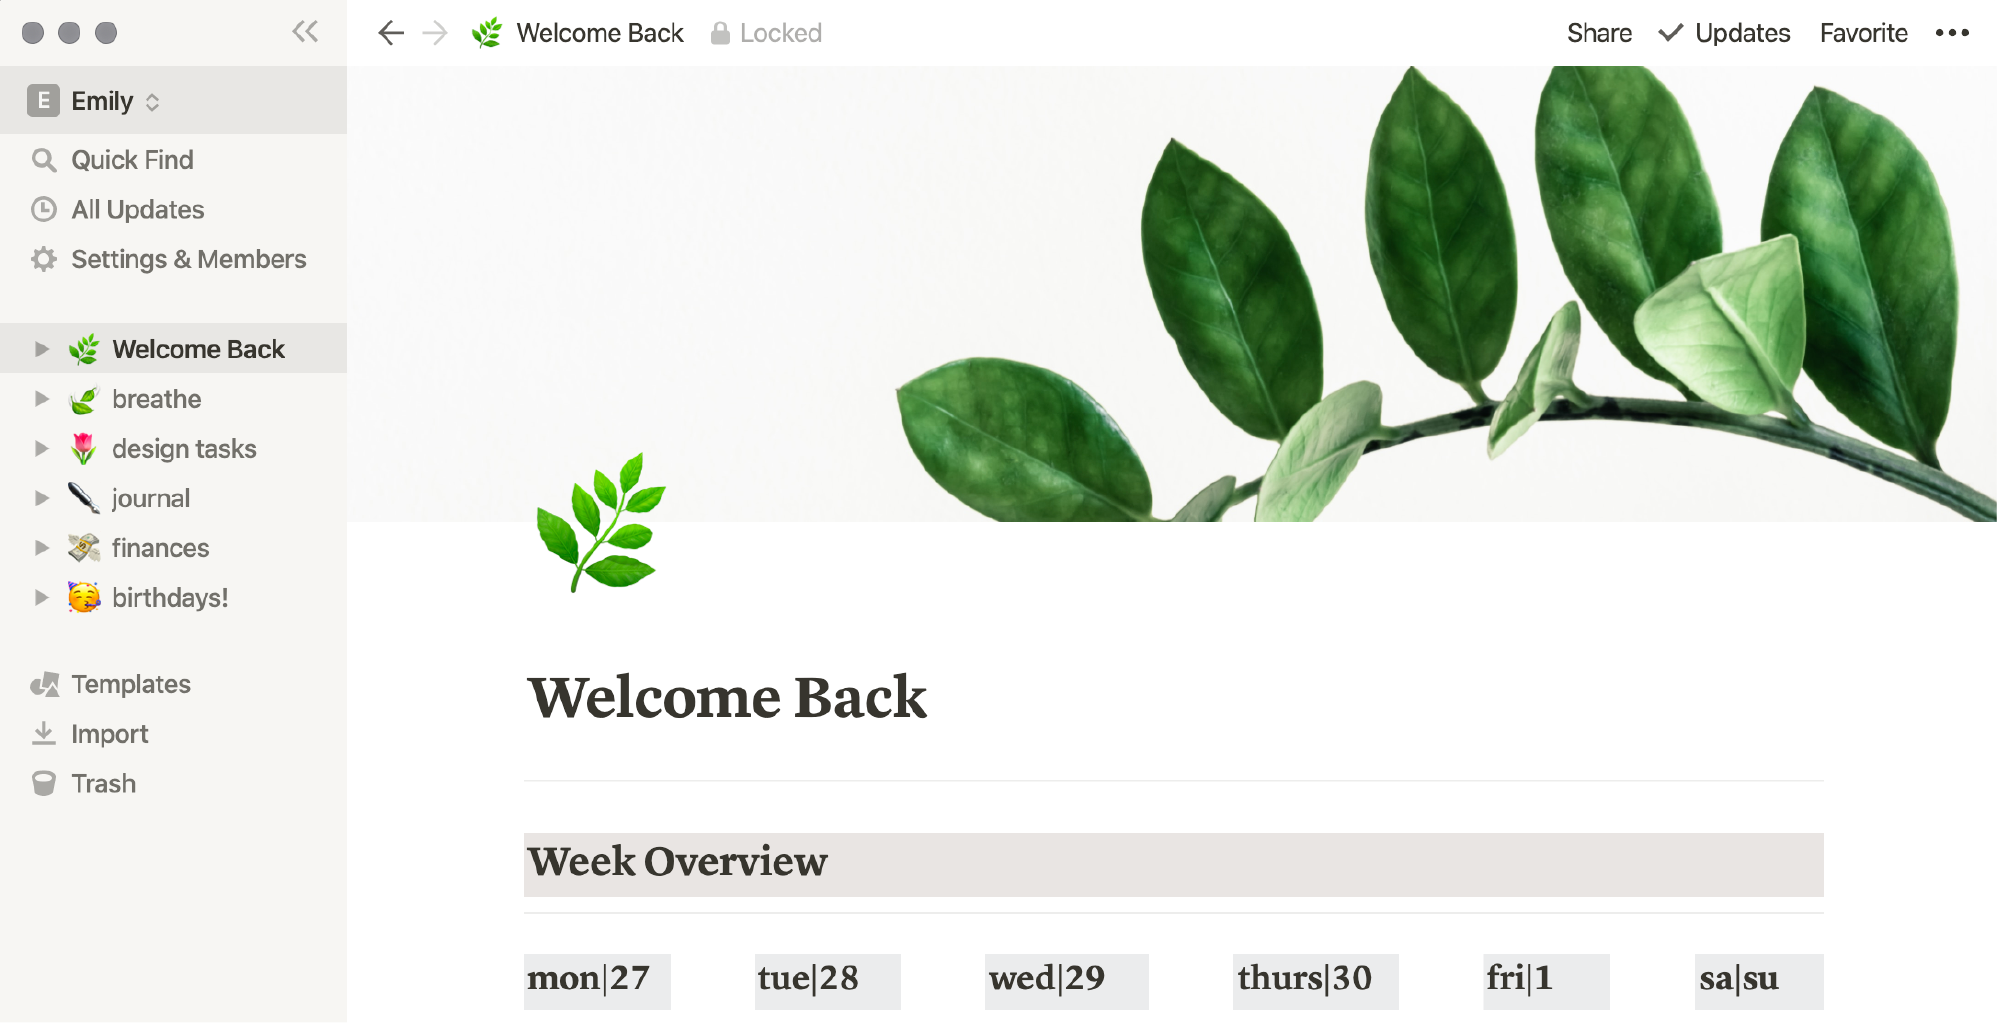 Welcome Back Locked Share Updates Favorite
E Emily
Quick Find
All Updates
Settings & Members
Welcome Back
breathe
design tasks
journal
finances
birthdays!
Templates
Import
Trash
Welcome Back
Week Overview
mon|27 tue|28 wed|29 thurs|30 fri|1 sa|su